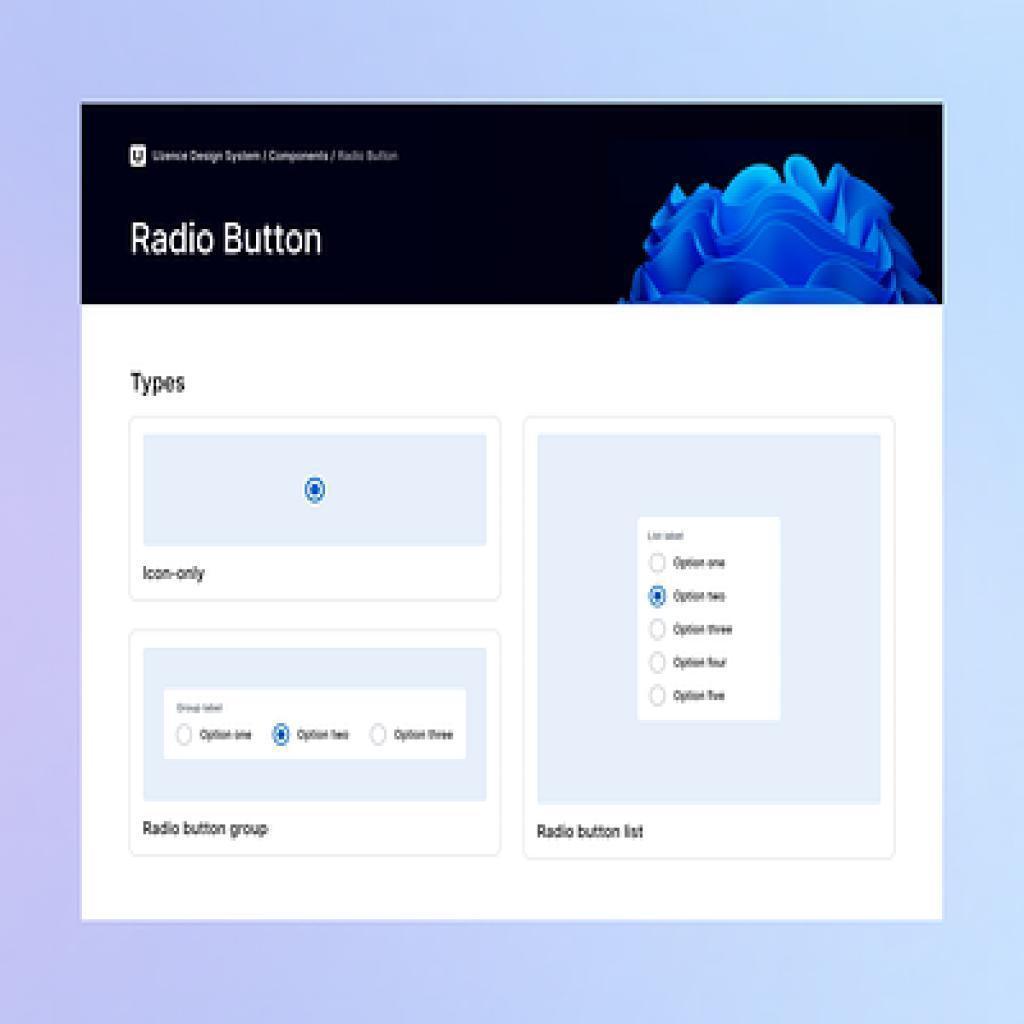 Uzence Design System / Components / Radio Button
Radio Button
Types
Icon-only
Group label
Option one
Option two
Option three
Radio button group
List label
Option one
Option two
Option three
Option four
Option five
Radio button list